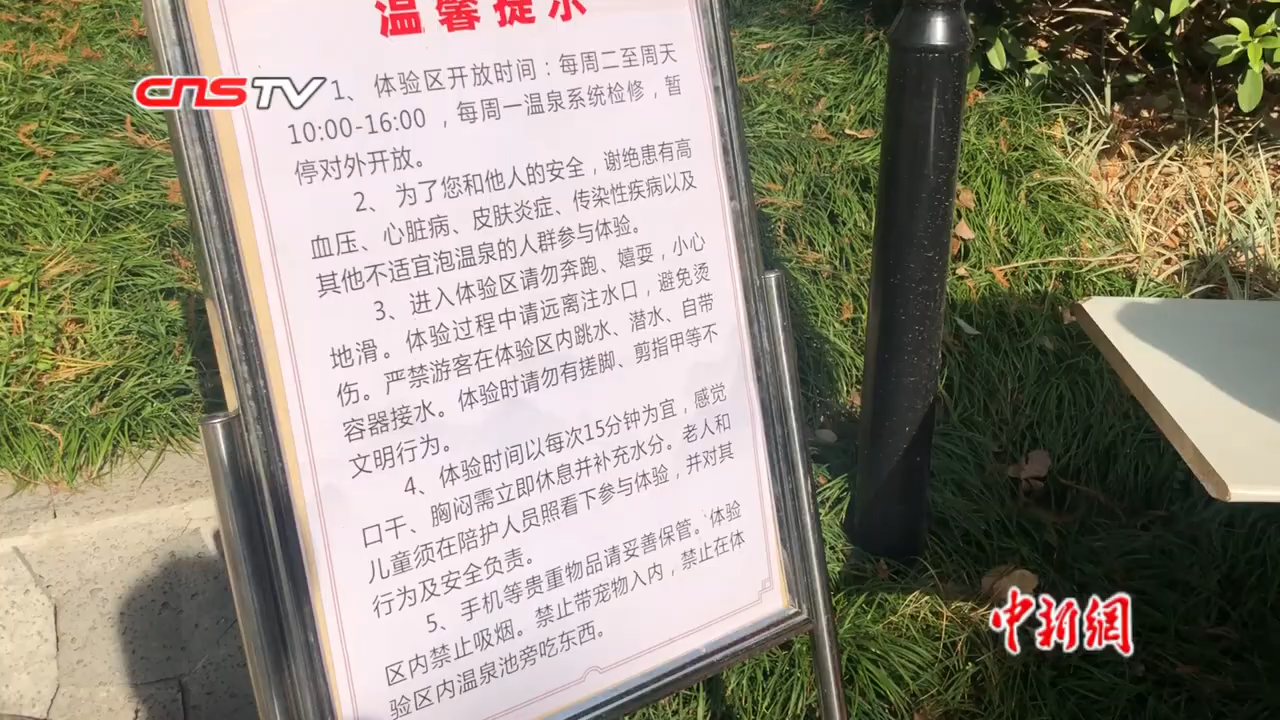 温馨提示
CNSTV
1、体验区开放时间：每周二至周天
10:00-16:00，每周一温泉系统检修，暂
停对外开放。
2、为了您和他人的安全，谢绝患有高
血压、心脏病、皮肤炎症、传染性疾病以及
其他不适宜泡温泉的人群参与体验。
3、进入体验区请勿奔跑、嬉耍，小心
地滑。体验过程中请远离注水口，避免烫
伤。严禁游客在体验区内跳水、潜水、自带
容器接水。体验时请勿有搓脚、剪指甲等不
文明行为。
4、体验时间以每次15分钟为宜，感觉
口干、胸闷需立即休息并补充水分。老人和
儿童须在陪护人员照看下参与体验，并对其
行为及安全负责。
5、手机等贵重物品请妥善保管。体验
区内禁止吸烟。禁止带宠物入内，禁止在体
验区内温泉池旁吃东西。
中新網